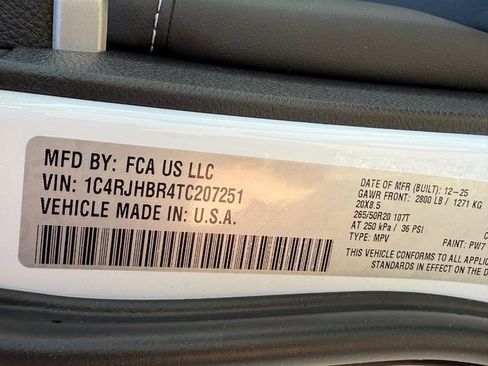 MFD BY: FCA US LLC
VIN: 1C4RJHBR4TC207251
VEHICLE MADE IN: U.S.A.
DATE OF MFR (BUILT): 12-25
GAWR FRONT: 2800 LB / 1271 KG
20X8.5
265/50R20 107T
AT 250 kPa / 36 PSI
TYPE: MPV
PAINT: PW7
THIS VEHICLE CONFORMS TO ALL APPLICABLE
STANDARDS IN EFFECT ON THE